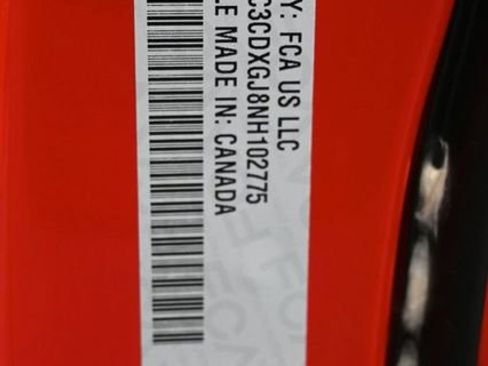 Y: FCA US LLC
C3CDXGJ8NH102775
LE MADE IN: CANADA